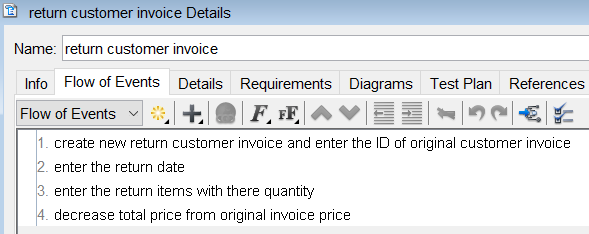 return customer invoice Details
Name: return customer invoice
Info Flow of Events Details Requirements Diagrams Test Plan References
Flow of Events F FF
1. create new return customer invoice and enter the ID of original customer invoice
2. enter the return date
3. enter the return items with there quantity
4. decrease total price from original invoice price